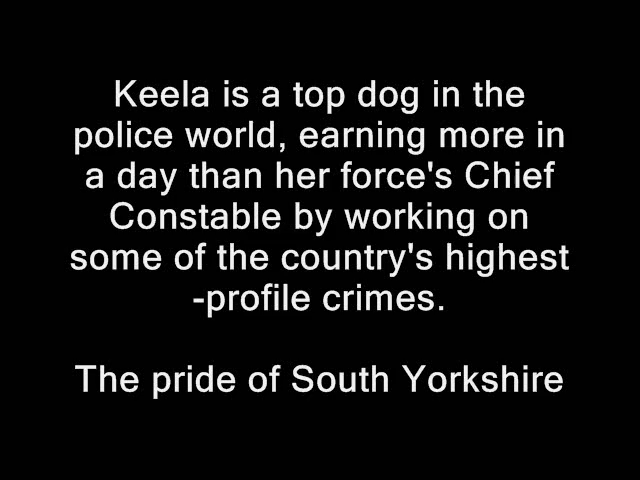 Keela is a top dog in the
police world, earning more in
a day than her force's Chief
Constable by working on
some of the country's highest
-profile crimes.
The pride of South Yorkshire